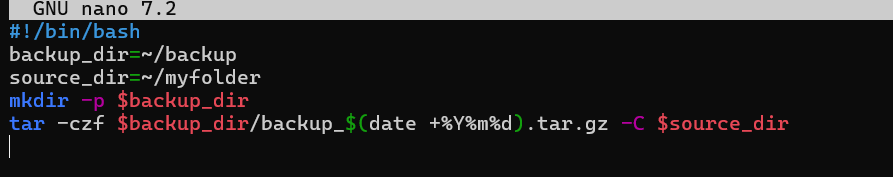 GNU nano 7.2
#!/bin/bash
backup_dir=~/backup
source_dir=~/myfolder
mkdir -p $backup_dir
tar -czf $backup_dir/backup_$(date +%Y%m%d).tar.gz -C $source_dir